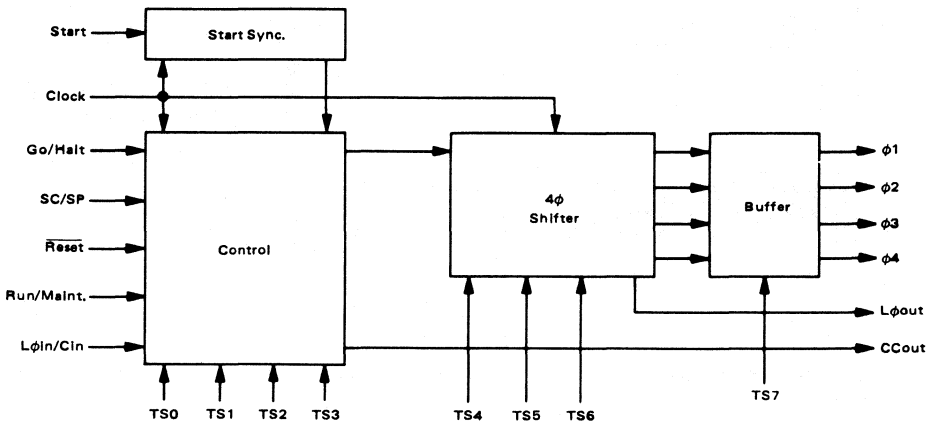 Start
Start Sync.
Clock
Go/Halt
SC/SP
Reset
Run/Maint.
Lφin/Cin
Control
4φ
Shifter
Buffer
φ1
φ2
φ3
φ4
Lφout
CCout
TS0
TS1
TS2
TS3
TS4
TS5
TS6
TS7